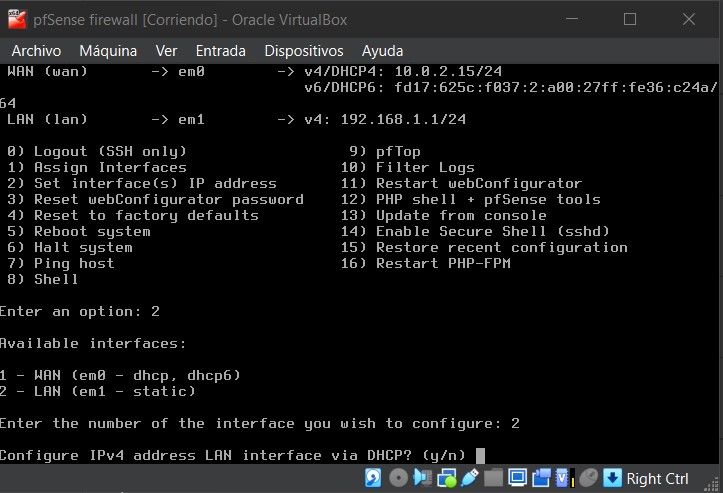 pfSense firewall [Corriendo] - Oracle VirtualBox
Archivo Máquina Ver Entrada Dispositivos Ayuda
WAN (wan) -> em0 -> v4/DHCP4: 10.0.2.15/24
v6/DHCP6: fd17:625c:f037:2:a00:27ff:fe36:c24a/
64
LAN (lan) -> em1 -> v4: 192.168.1.1/24
0) Logout (SSH only) 9) pfTop
1) Assign Interfaces 10) Filter Logs
2) Set interface(s) IP address 11) Restart webConfigurator
3) Reset webConfigurator password 12) PHP shell + pfSense tools
4) Reset to factory defaults 13) Update from console
5) Reboot system 14) Enable Secure Shell (sshd)
6) Halt system 15) Restore recent configuration
7) Ping host 16) Restart PHP-FPM
8) Shell
Enter an option: 2
Available interfaces:
1 - WAN (em0 - dhcp, dhcp6)
2 - LAN (em1 - static)
Enter the number of the interface you wish to configure: 2
Configure IPv4 address LAN interface via DHCP? (y/n)
Right Ctrl